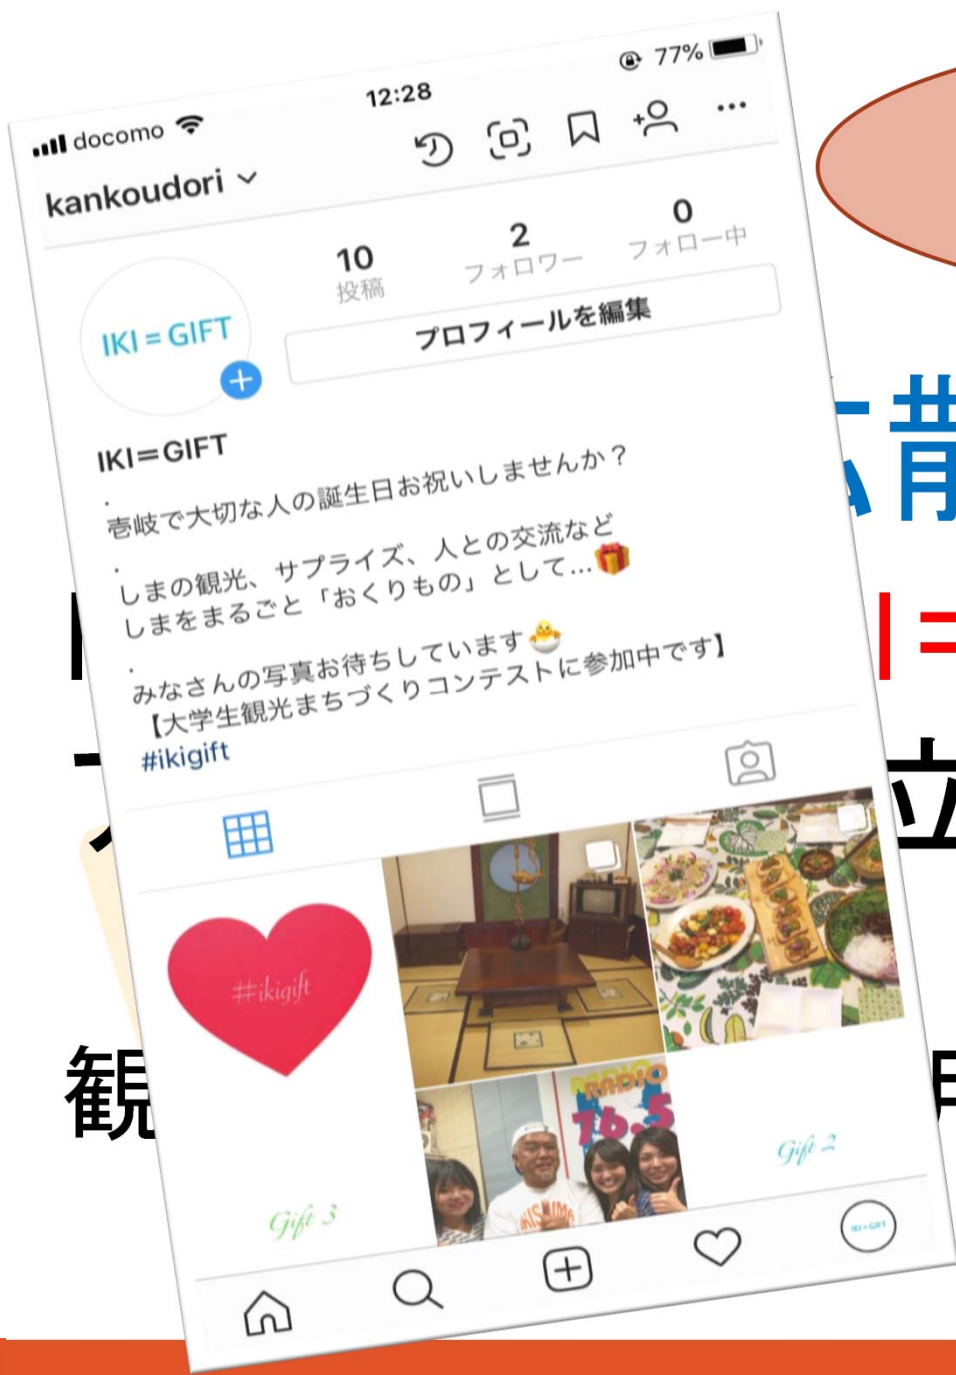 docomo 12:28 77%
kankoudori
10 2 0
投稿 フォロワー フォロー中
プロフィールを編集
IKI = GIFT
IKI=GIFT
.
壱岐で大切な人の誕生日お祝いしませんか?
.
しまの観光、サプライズ、人との交流など
しまをまるごと「おくりもの」として...🎁
.
みなさんの写真お待ちしています🐣
【大学生観光まちづくりコンテストに参加中です】
#ikigift
#ikigift
RADIO
76.5
Gift 3
Gift 2
IKI = GIFT
散
=
立
観